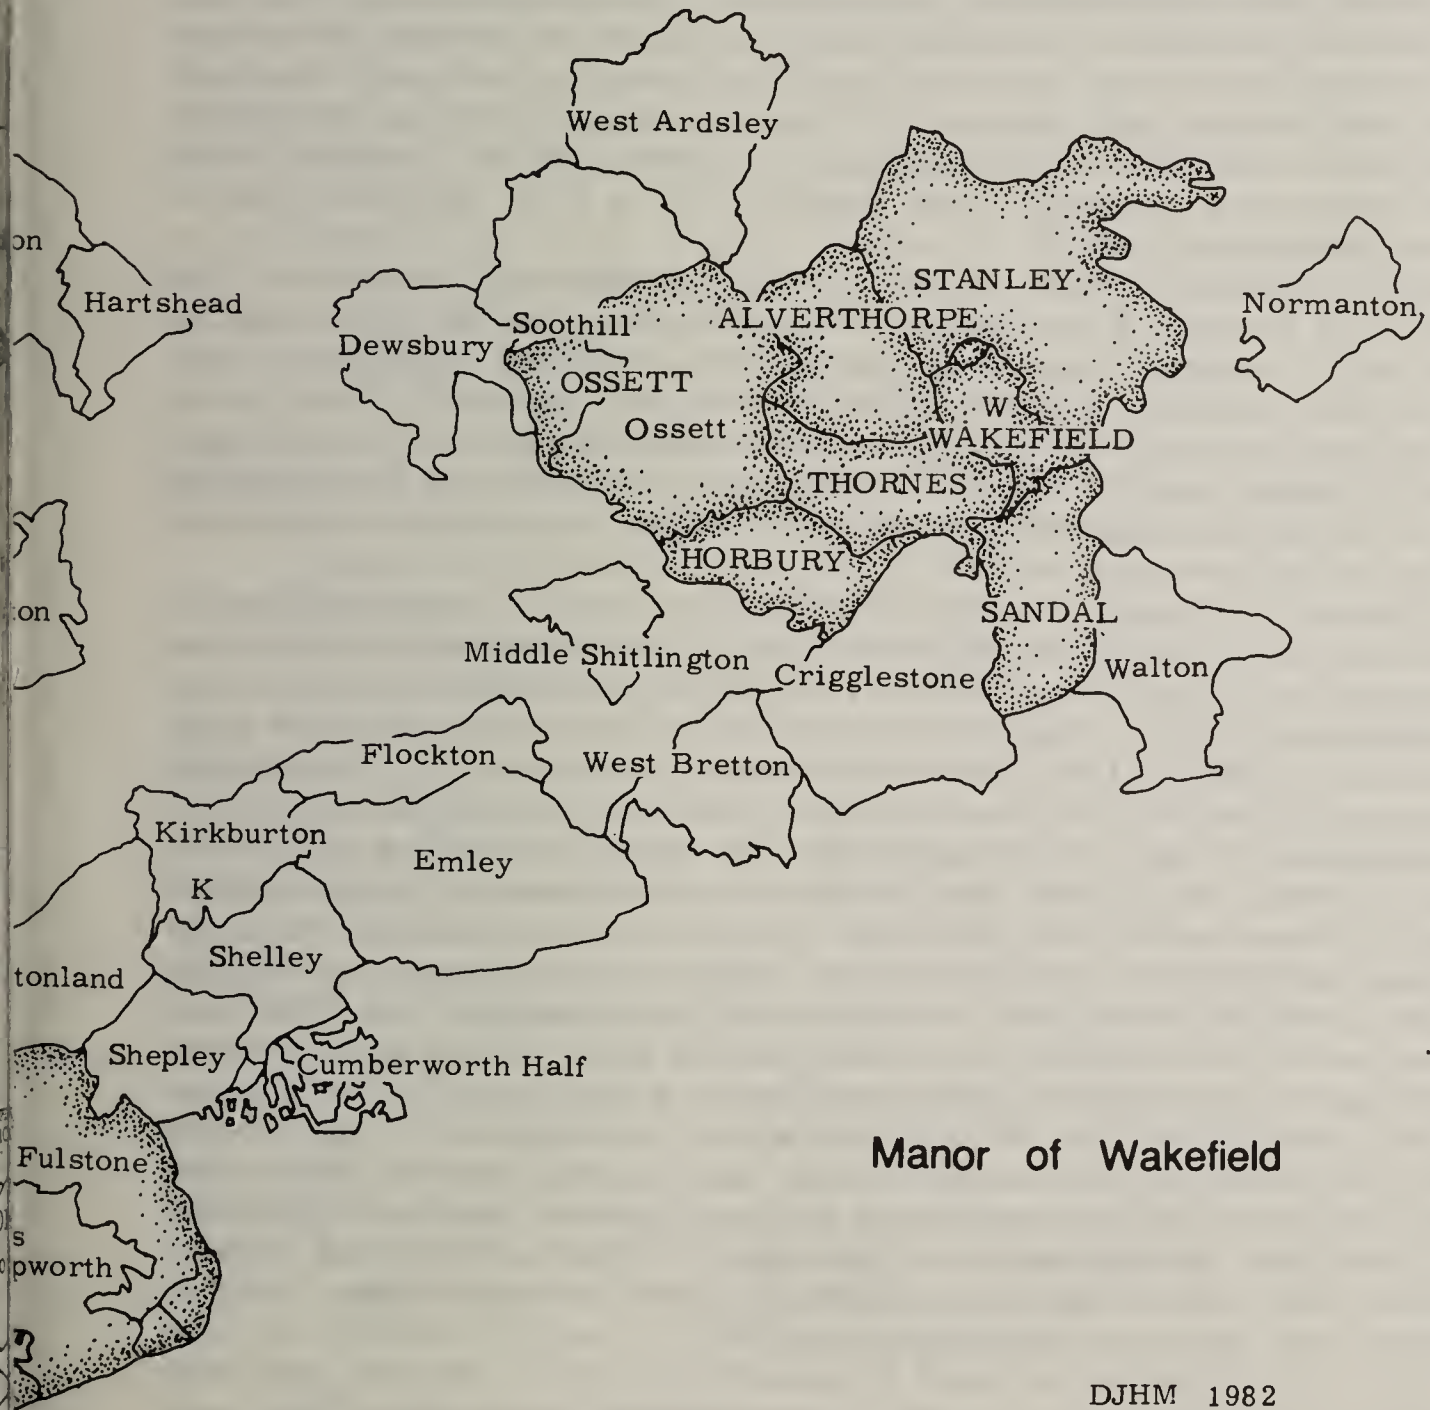 West Ardsley
on
STANLEY
Hartshead
Normanton,
Soothill
ALVERTHORPE
Dewsbury
OSSETT
W
Ossett
WAKEFIELD
THORNES
HORBURY
ton
SANDAL
Middle Shitlington
Crigglestone
Walton
Flockton
West Bretton
Kirkburton
Emley
K
Shelley
tonland
Shepley
Cumberworth Half
Manor of Wakefield
Fulstone
s
pworth
DJHM 1982